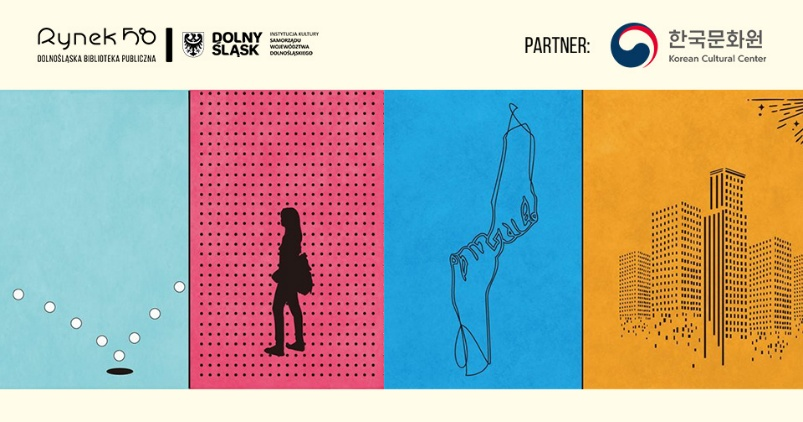 Rynek 58
DOLNOŚLĄSKA BIBLIOTEKA PUBLICZNA
DOLNY
ŚLĄSK
INSTYTUCJA KULTURY
SAMORZĄDU
WOJEWÓDZTWA
DOLNOŚLĄSKIEGO
PARTNER:
한국문화원
Korean Cultural Center